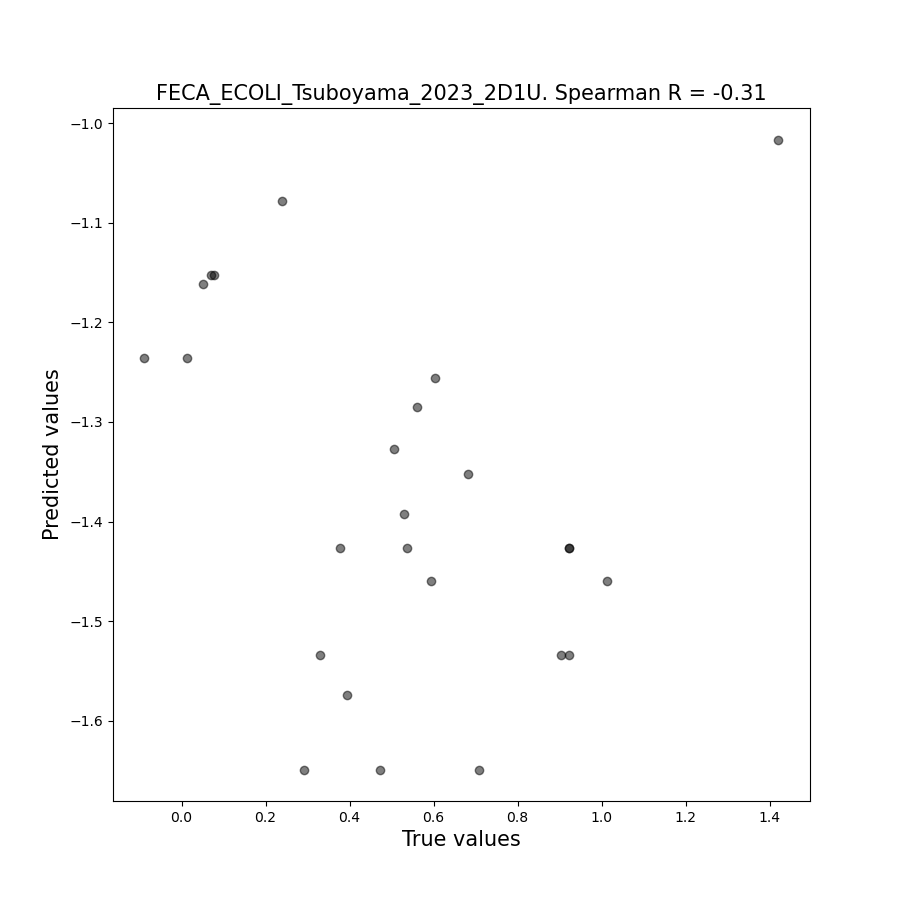 FECA_ECOLI_Tsuboyama_2023_2D1U. Spearman R = -0.31
−1.0
−1.1
−1.2
−1.3
−1.4
−1.5
−1.6
Predicted values
0.0 0.2 0.4 0.6 0.8 1.0 1.2 1.4
True values